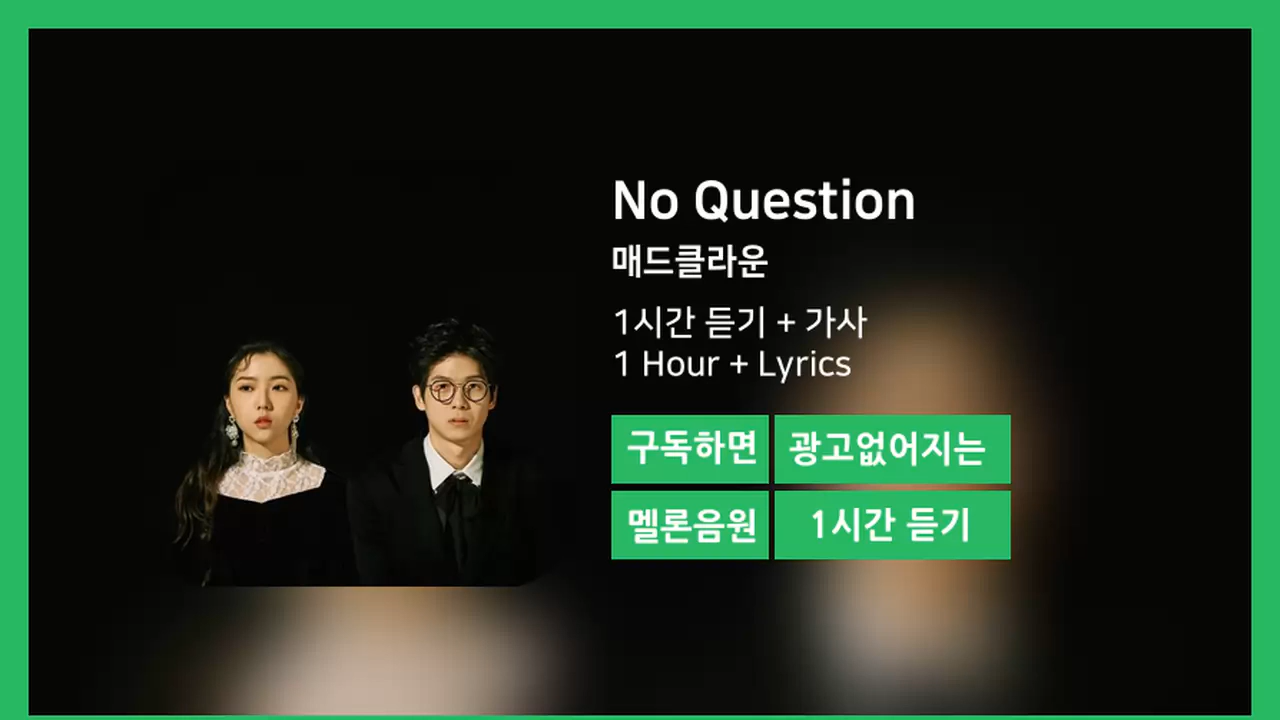 No Question
매드클라운
1시간 듣기 + 가사
1 Hour + Lyrics
구독하면 광고없어지는
멜론음원 1시간 듣기